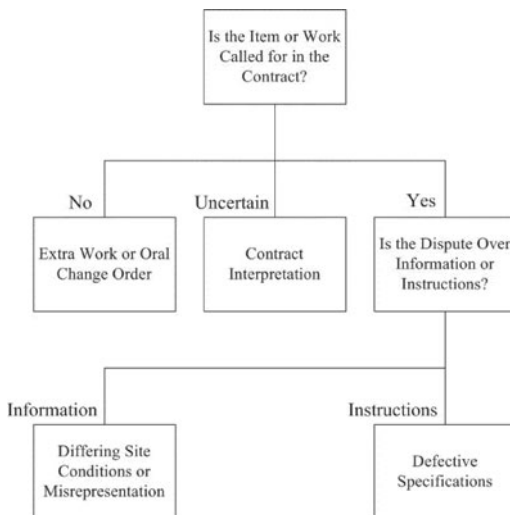 Is the Item or Work
Called for in the
Contract?
No
Uncertain
Yes
Extra Work or Oral
Change Order
Contract
Interpretation
Is the Dispute Over
Information or
Instructions?
Information
Instructions
Differing Site
Conditions or
Misrepresentation
Defective
Specifications